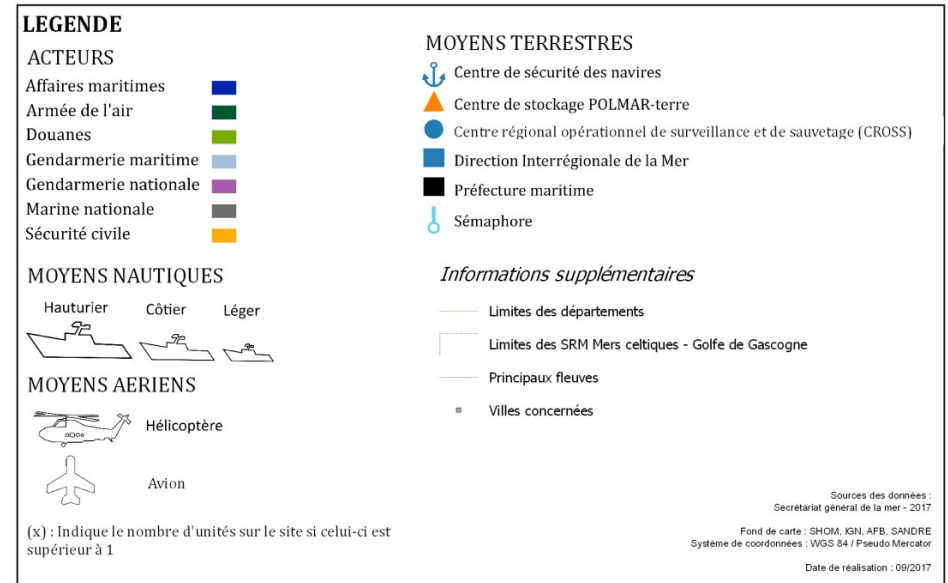 LEGENDE
ACTEURS
Affaires maritimes
Armée de l'air
Douanes
Gendarmerie maritime
Gendarmerie nationale
Marine nationale
Sécurité civile
MOYENS NAUTIQUES
Hauturier
Côtier
Léger
MOYENS AERIENS
Hélicoptère
Avion
(x) : Indique le nombre d'unités sur le site si celui-ci est
supérieur à 1
MOYENS TERRESTRES
Centre de sécurité des navires
Centre de stockage POLMAR-terre
Centre régional opérationnel de surveillance et de sauvetage (CROSS)
Direction Interrégionale de la Mer
Préfecture maritime
Sémaphore
Informations supplémentaires
Limites des départements
Limites des SRM Mers celtiques - Golfe de Gascogne
Principaux fleuves
Villes concernées
Sources des données :
Secrétariat général de la mer - 2017
Fond de carte : SHOM, IGN, AFB, SANDRE
Système de coordonnées : WGS 84 / Pseudo Mercator
Date de réalisation : 09/2017